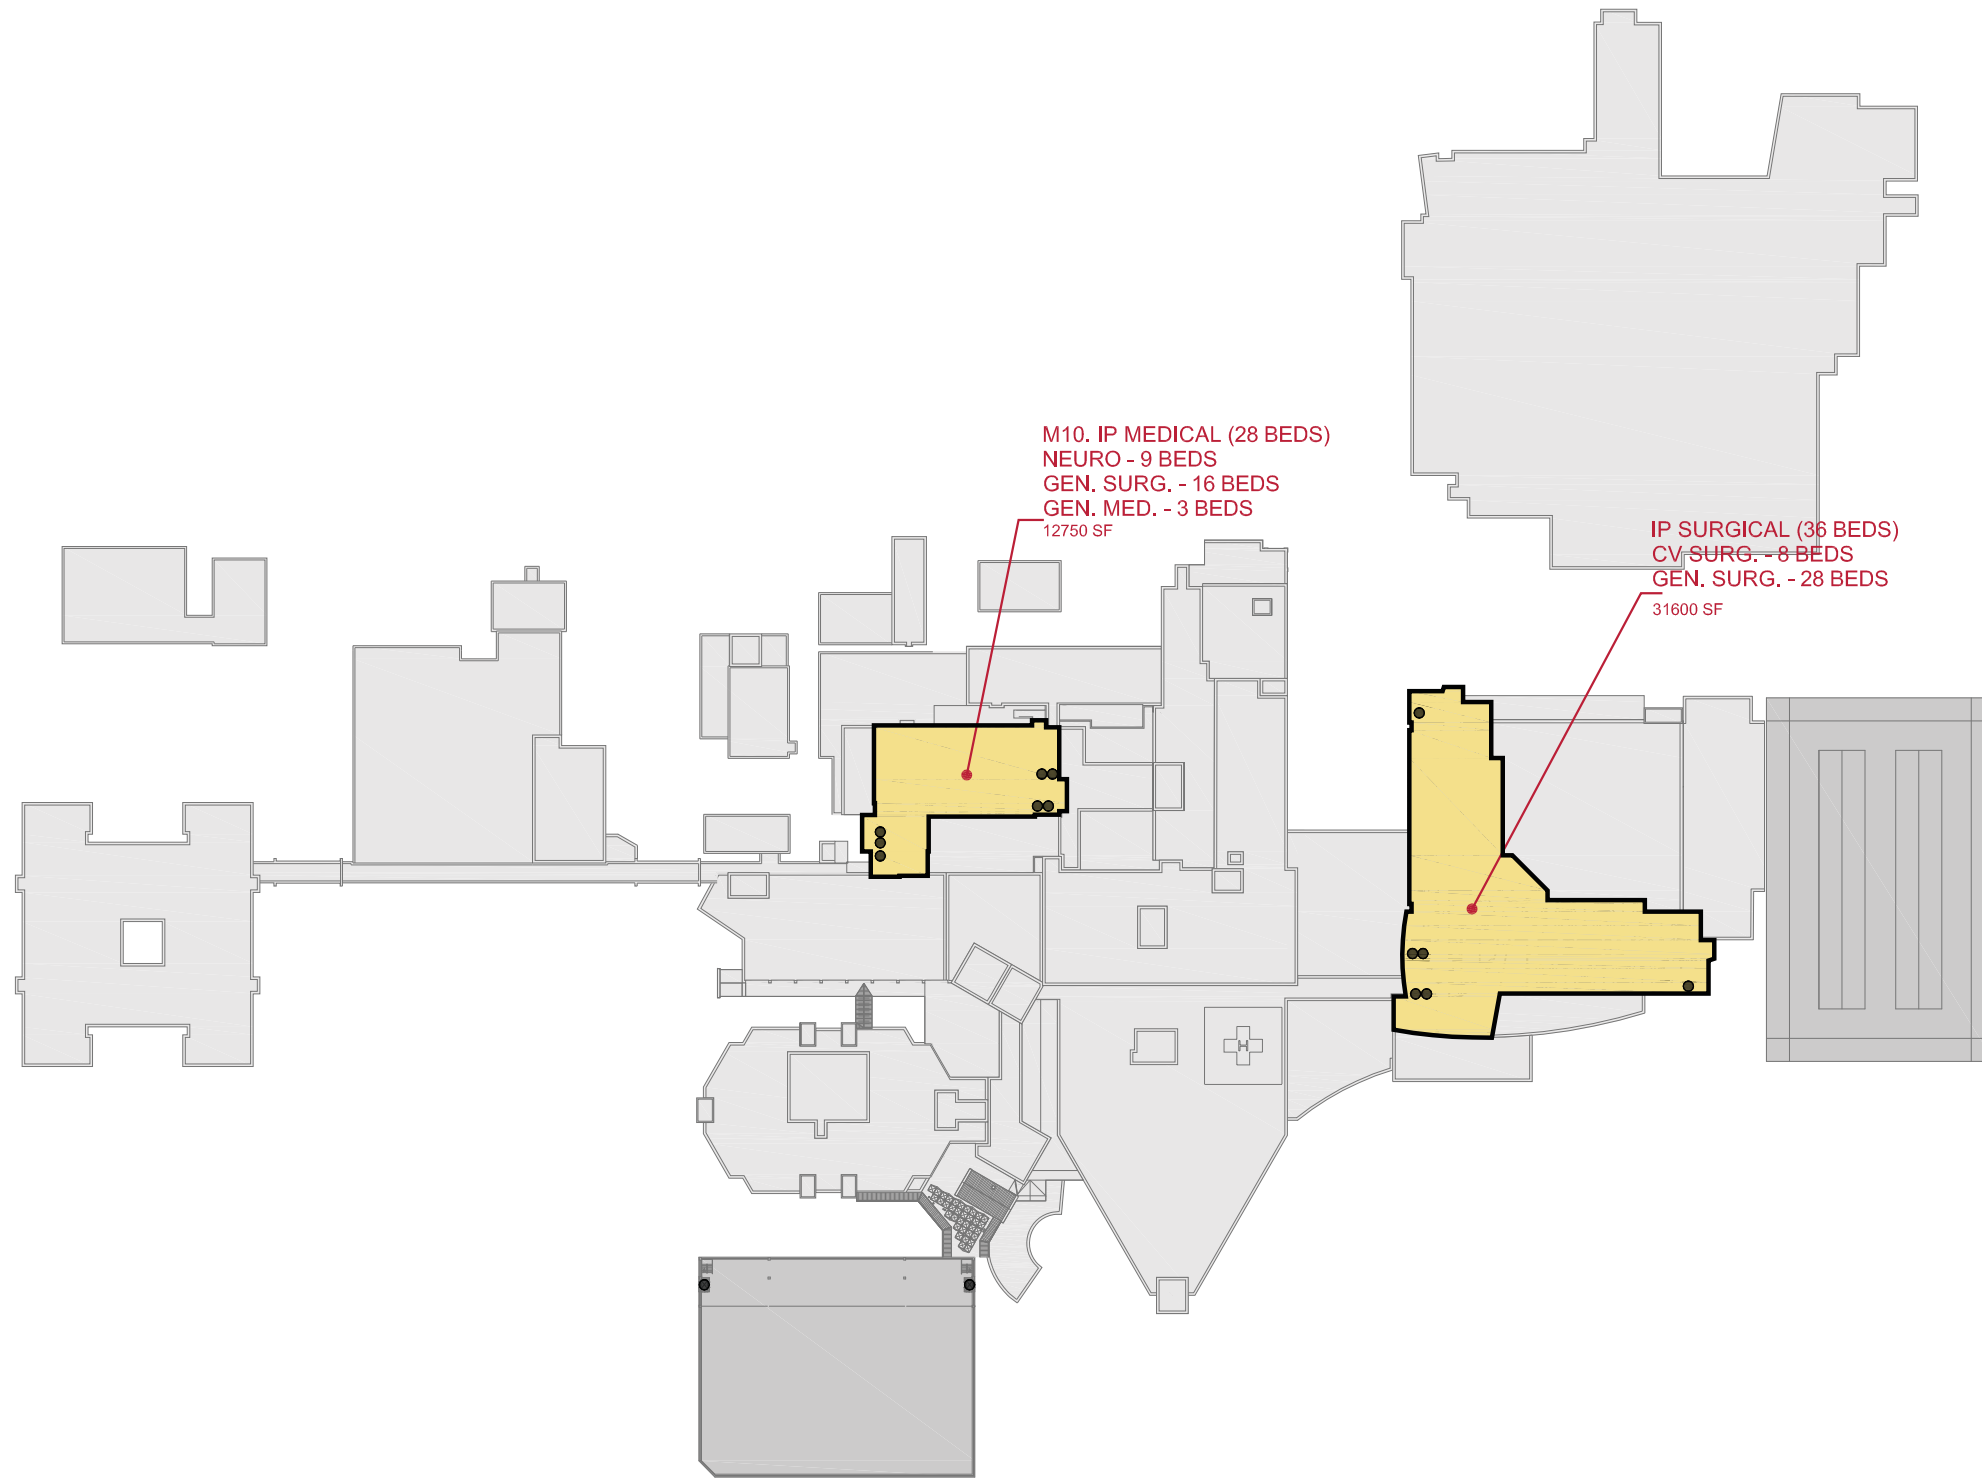 M10. IP MEDICAL (28 BEDS)
NEURO - 9 BEDS
GEN. SURG. - 16 BEDS
GEN. MED. - 3 BEDS
12750 SF
IP SURGICAL (36 BEDS)
CV SURG. - 8 BEDS
GEN. SURG. - 28 BEDS
31600 SF
H